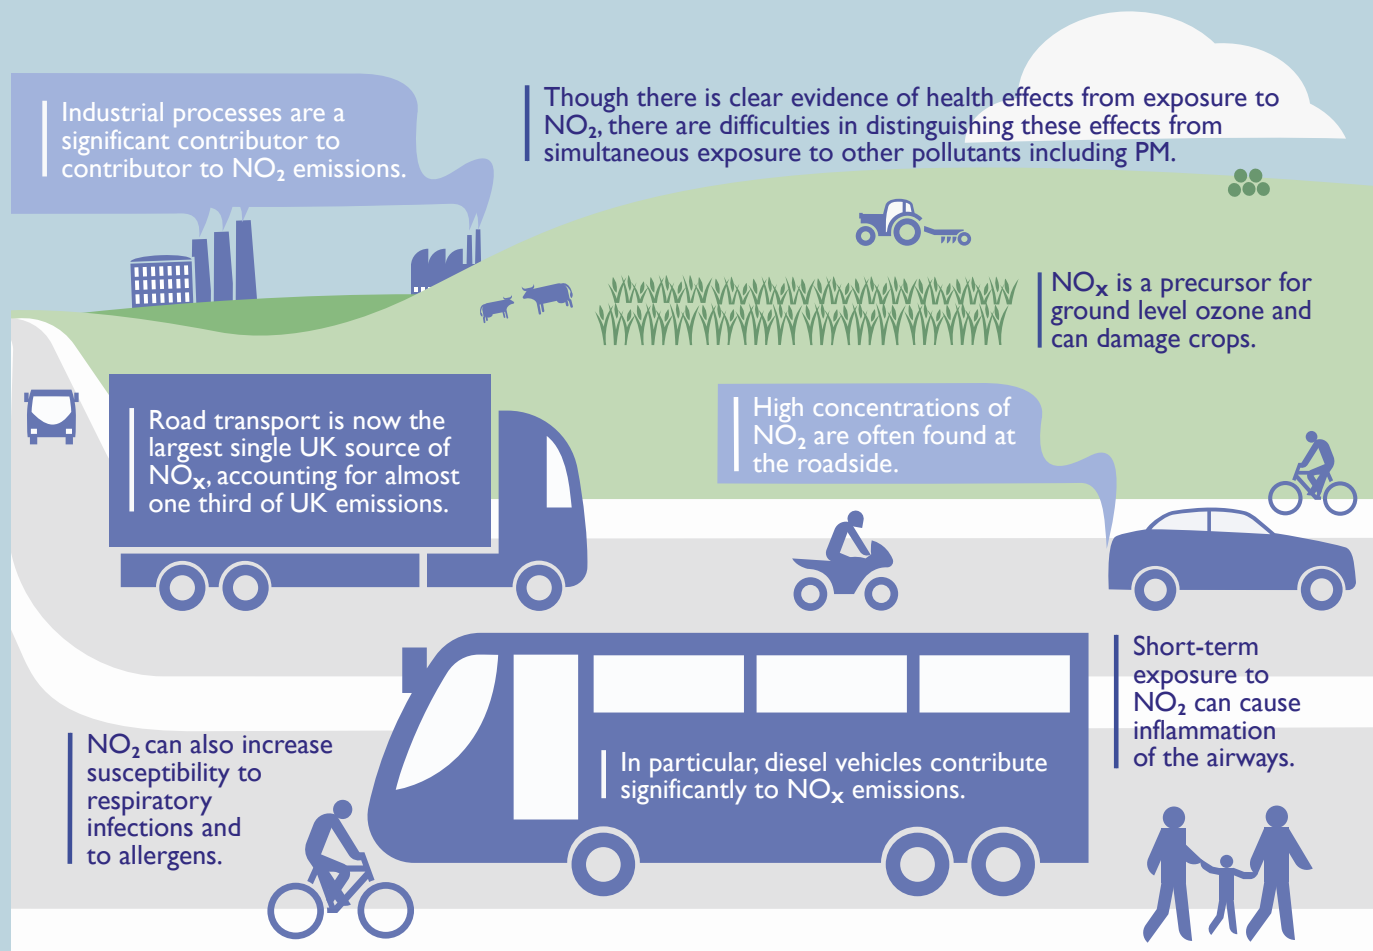 Industrial processes are a
significant contributor to
contributor to NO₂ emissions.
Though there is clear evidence of health effects from exposure to
NO₂, there are difficulties in distinguishing these effects from
simultaneous exposure to other pollutants including PM.
NOₓ is a precursor for
ground level ozone and
can damage crops.
Road transport is now the
largest single UK source of
NOₓ, accounting for almost
one third of UK emissions.
High concentrations of
NO₂ are often found at
the roadside.
Short-term
exposure to
NO₂ can cause
inflammation
of the airways.
NO₂ can also increase
susceptibility to
respiratory
infections and
to allergens.
In particular, diesel vehicles contribute
significantly to NOₓ emissions.